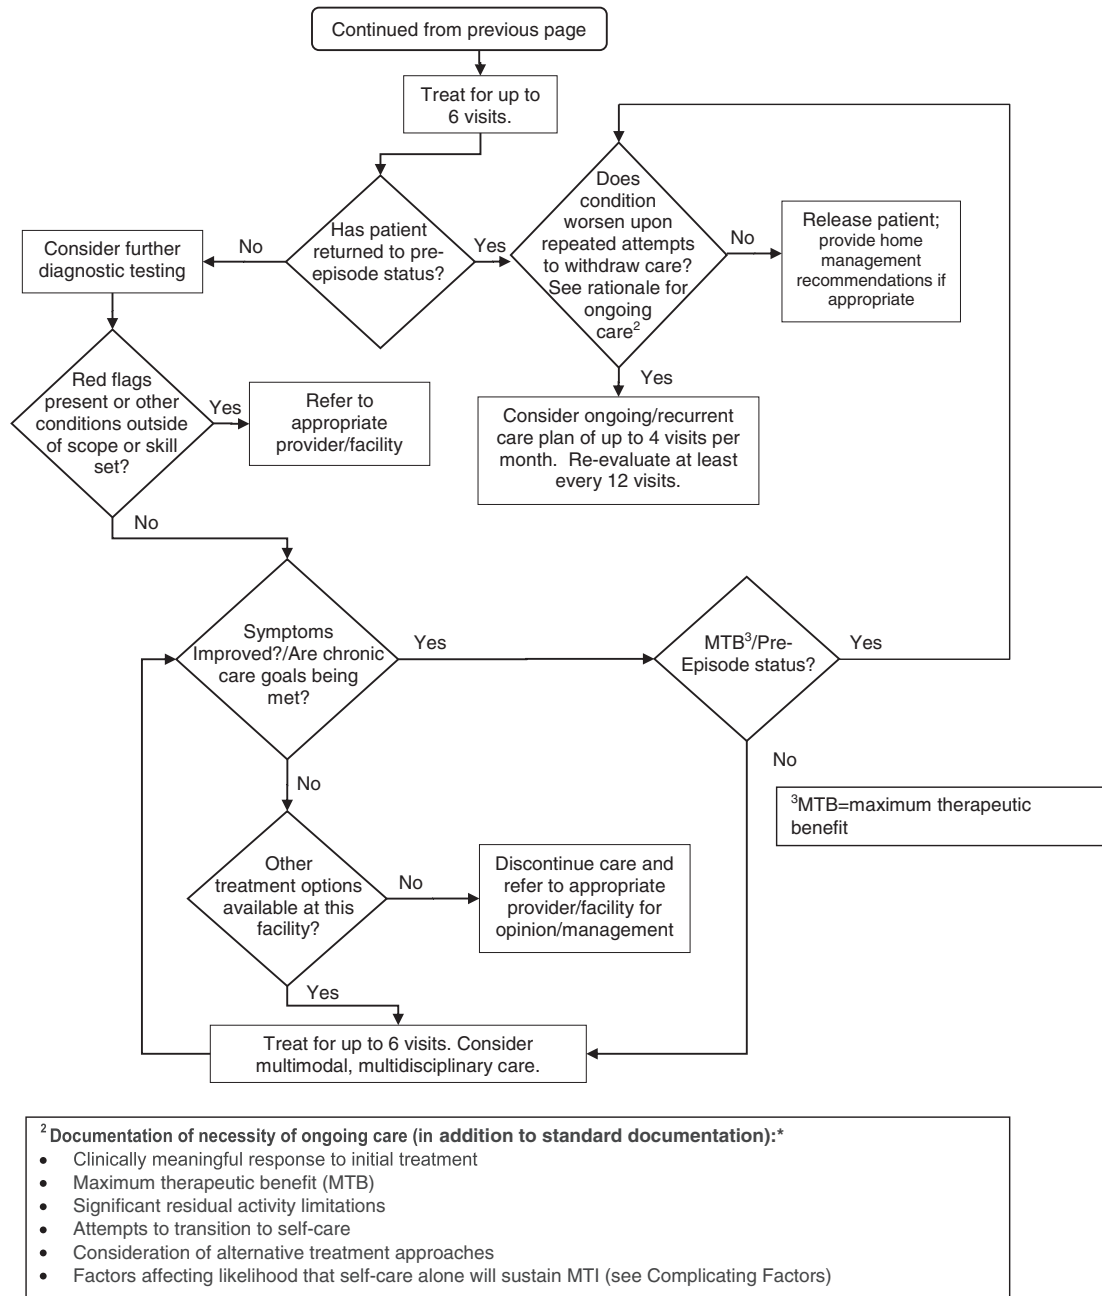 Continued from previous page
Treat for up to
6 visits.
Has patient
returned to pre-
episode status?
No
Yes
Consider further
diagnostic testing
Does
condition
worsen upon
repeated attempts
to withdraw care?
See rationale for
ongoing
care²
No
Release patient;
provide home
management
recommendations if
appropriate
Yes
Consider ongoing/recurrent
care plan of up to 4 visits per
month. Re-evaluate at least
every 12 visits.
Red flags
present or other
conditions outside
of scope or skill
set?
Yes
Refer to
appropriate
provider/facility
No
Symptoms
Improved?/Are chronic
care goals being
met?
Yes
MTB³/Pre-
Episode status?
Yes
No
³MTB=maximum therapeutic
benefit
No
Other
treatment options
available at this
facility?
No
Discontinue care and
refer to appropriate
provider/facility for
opinion/management
Yes
Treat for up to 6 visits. Consider
multimodal, multidisciplinary care.
² Documentation of necessity of ongoing care (in addition to standard documentation):*
• Clinically meaningful response to initial treatment
• Maximum therapeutic benefit (MTB)
• Significant residual activity limitations
• Attempts to transition to self-care
• Consideration of alternative treatment approaches
• Factors affecting likelihood that self-care alone will sustain MTI (see Complicating Factors)